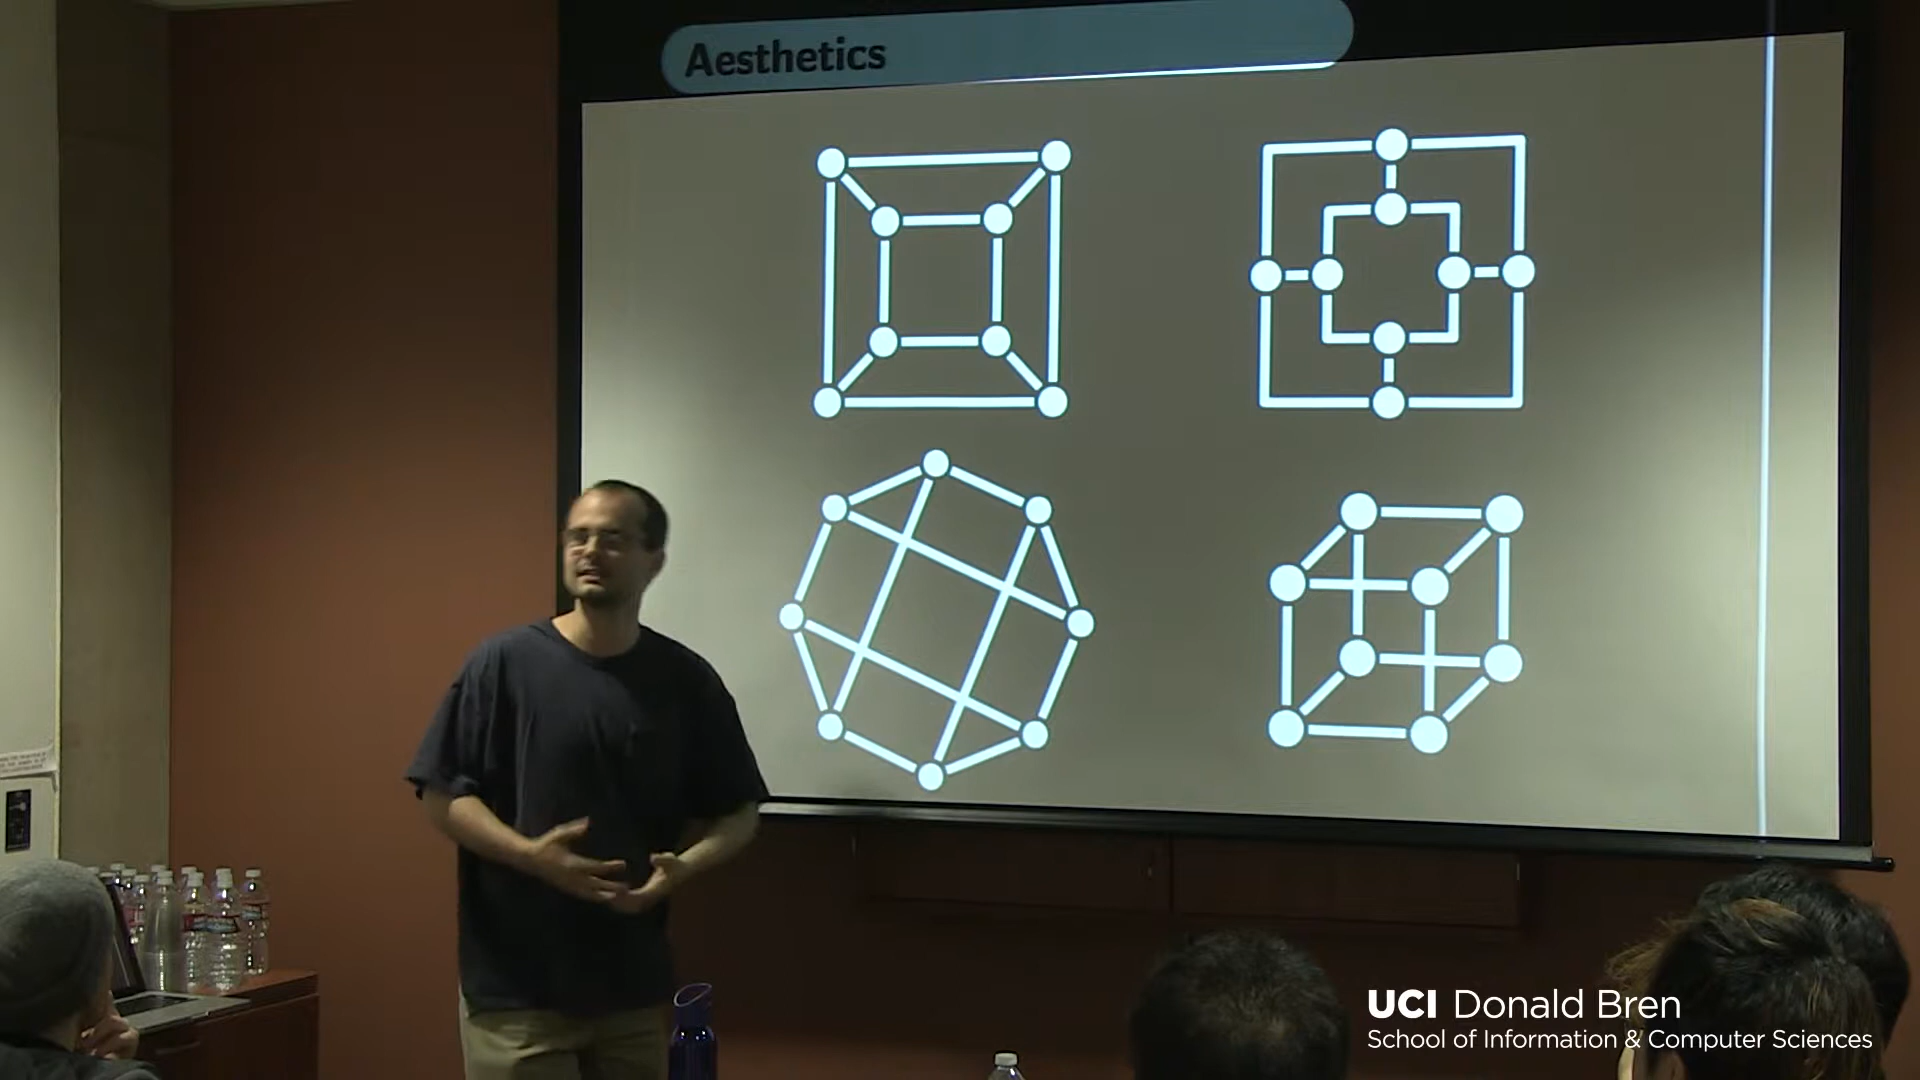 Aesthetics
UCI Donald Bren
School of Information & Computer Sciences